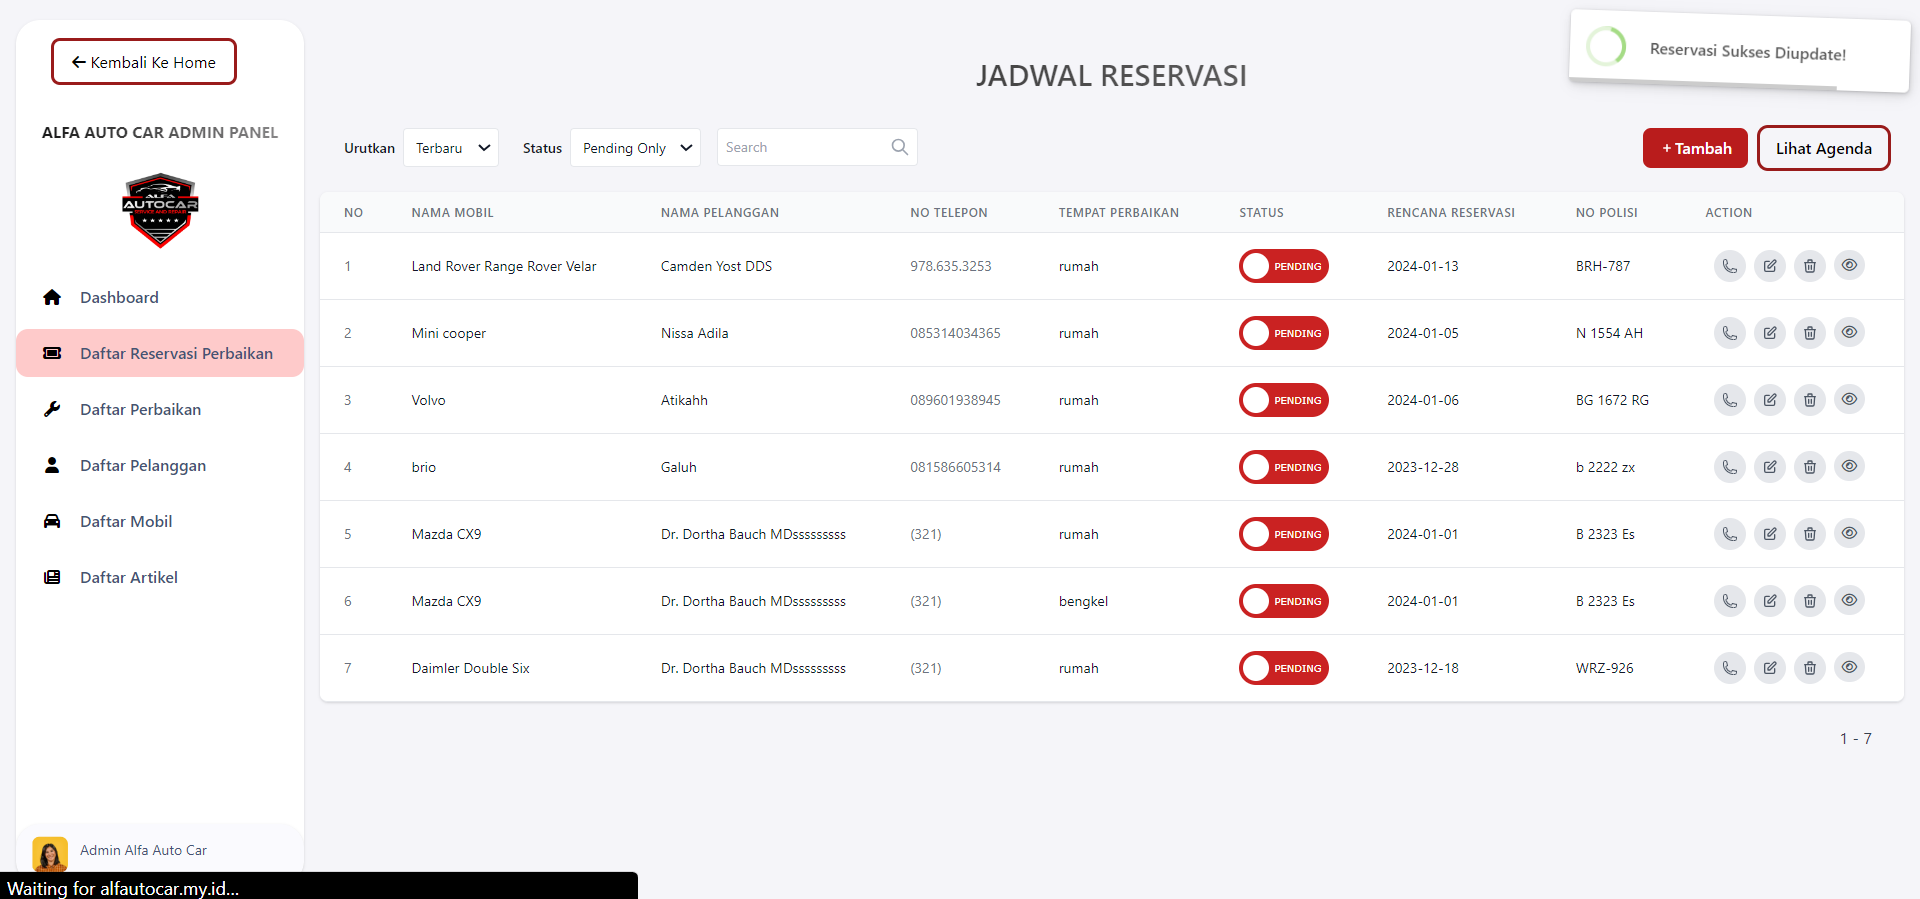 Kembali Ke Home
Reservasi Sukses Diupdate!
JADWAL RESERVASI
ALFA AUTO CAR ADMIN PANEL
ALFA
AUTOCAR
SERVICE AND REPAIR
Urutkan Terbaru Status Pending Only Search + Tambah Lihat Agenda
Dashboard
Daftar Reservasi Perbaikan
Daftar Perbaikan
Daftar Pelanggan
Daftar Mobil
Daftar Artikel
NO NAMA MOBIL NAMA PELANGGAN NO TELEPON TEMPAT PERBAIKAN STATUS RENCANA RESERVASI NO POLISI ACTION
1 Land Rover Range Rover Velar Camden Yost DDS 978.635.3253 rumah PENDING 2024-01-13 BRH-787
2 Mini cooper Nissa Adila 085314034365 rumah PENDING 2024-01-05 N 1554 AH
3 Volvo Atikahh 089601938945 rumah PENDING 2024-01-06 BG 1672 RG
4 brio Galuh 081586605314 rumah PENDING 2023-12-28 b 2222 zx
5 Mazda CX9 Dr. Dortha Bauch MDsssssssss (321) rumah PENDING 2024-01-01 B 2323 Es
6 Mazda CX9 Dr. Dortha Bauch MDsssssssss (321) bengkel PENDING 2024-01-01 B 2323 Es
7 Daimler Double Six Dr. Dortha Bauch MDsssssssss (321) rumah PENDING 2023-12-18 WRZ-926
1 - 7
Admin Alfa Auto Car
Waiting for alfautocar.my.id...